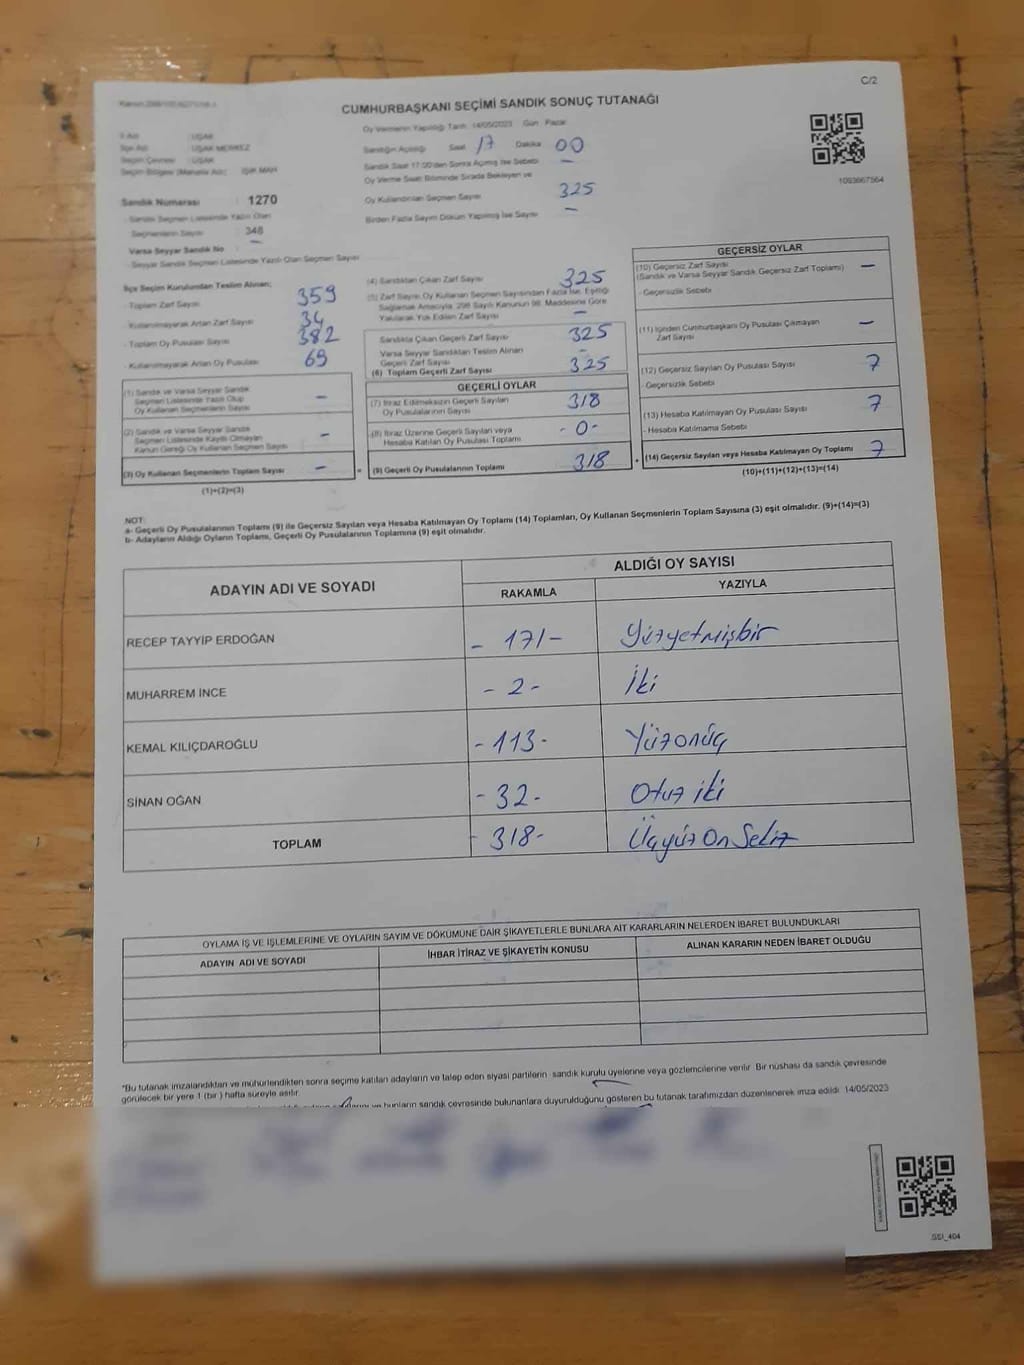 C/2
CUMHURBAŞKANI SEÇİMİ SANDIK SONUÇ TUTANAĞI
Oy Vermenin Yapıldığı Tarih: 14/05/2023 Gün: Pazar
İl Adı : UŞAK
İlçe Adı : UŞAK MERKEZ
Seçim Çevresi : UŞAK
Seçim Bölgesi (Mahalle Adı) : IŞIK MAH
Sandığın Açıldığı Saat 17 Dakika 00
Sandık Saat 17:00'den Sonra Açılmış İse Sebebi —
Oy Verme Saati Bitiminde Sırada Bekleyen ve
Oy Kullandırılan Seçmen Sayısı 325
Birden Fazla Sayım Döküm Yapılmış İse Sayısı —
1093667564
Sandık Numarası : 1270
- Sandık Seçmen Listesinde Yazılı Olan
Seçmenlerin Sayısı : 348
Varsa Seyyar Sandık No : —
- Seyyar Sandık Seçmen Listesinde Yazılı Olan Seçmen Sayısı :
İlçe Seçim Kurulundan Teslim Alınan;
- Toplam Zarf Sayısı : 359
- Kullanılmayarak Artan Zarf Sayısı : 34
- Toplam Oy Pusulası Sayısı : 382
- Kullanılmayarak Artan Oy Pusulası : 69
(1) Sandık ve Varsa Seyyar Sandık
Seçmen Listesinde Yazılı Olup
Oy Kullanan Seçmenlerin Sayısı —
(2) Sandık ve Varsa Seyyar Sandık
Seçmen Listesinde Kayıtlı Olmayan
Kanun Gereği Oy Kullanan Seçmen Sayısı —
(3) Oy Kullanan Seçmenlerin Toplam Sayısı —
(1)+(2)=(3)
(4) Sandıktan Çıkan Zarf Sayısı 325
(5) Zarf Sayısı Oy Kullanan Seçmen Sayısından Fazla İse, Eşitliği
Sağlamak Amacıyla, 298 Sayılı Kanunun 98. Maddesine Göre
Yakılarak Yok Edilen Zarf Sayısı —
Sandıkta Çıkan Geçerli Zarf Sayısı 325
Varsa Seyyar Sandıktan Teslim Alınan
Geçerli Zarf Sayısı -
(6) Toplam Geçerli Zarf Sayısı 325
GEÇERLİ OYLAR
(7) İtiraz Edilmeksizin Geçerli Sayılan
Oy Pusulalarının Sayısı 318
(8) İtiraz Üzerine Geçerli Sayılan veya
Hesaba Katılan Oy Pusulası Toplamı -0-
(9) Geçerli Oy Pusulalarının Toplamı 318
GEÇERSİZ OYLAR
(10) Geçersiz Zarf Sayısı
(Sandık ve Varsa Seyyar Sandık Geçersiz Zarf Toplamı) —
- Geçersizlik Sebebi
(11) İçinden Cumhurbaşkanı Oy Pusulası Çıkmayan
Zarf Sayısı —
(12) Geçersiz Sayılan Oy Pusulası Sayısı 7
- Geçersizlik Sebebi
(13) Hesaba Katılmayan Oy Pusulası Sayısı 7
- Hesaba Katılmama Sebebi
(14) Geçersiz Sayılan veya Hesaba Katılmayan Oy Toplamı 7
(10)+(11)+(12)+(13)=(14)
NOT:
a- Geçerli Oy Pusulalarının Toplamı (9) ile Geçersiz Sayılan veya Hesaba Katılmayan Oy Toplamı (14) Toplamları, Oy Kullanan Seçmenlerin Toplam Sayısına (3) eşit olmalıdır. (9)+(14)=(3)
b- Adayların Aldığı Oyların Toplamı, Geçerli Oy Pusulalarının Toplamına (9) eşit olmalıdır.
ADAYIN ADI VE SOYADI
ALDIĞI OY SAYISI
RAKAMLA YAZIYLA
RECEP TAYYİP ERDOĞAN - 171- Yüzyetmişbir
MUHARREM İNCE - 2 - İki
KEMAL KILIÇDAROĞLU - 113- Yüzonüç
SİNAN OĞAN - 32- Otuz iki
TOPLAM - 318- Üçyüz On Sekiz
OYLAMA İŞ VE İŞLEMLERİNE VE OYLARIN SAYIM VE DÖKÜMÜNE DAİR ŞİKAYETLERLE BUNLARA AİT KARARLARIN NELERDEN İBARET BULUNDUKLARI
ADAYIN ADI VE SOYADI İHBAR İTİRAZ VE ŞİKAYETİN KONUSU ALINAN KARARIN NEDEN İBARET OLDUĞU
*Bu tutanak imzalandıktan ve mühürlendikten sonra seçime katılan adayların ve talep eden siyasi partilerin sandık kurulu üyelerine veya gözlemcilerine verilir. Bir nüshası da sandık çevresinde
görülecek bir yere 1 (bir) hafta süreyle asılır.
ve bunların sandık çevresinde bulunanlara duyurulduğunu gösteren bu tutanak tarafımızdan düzenlenerek imza edildi. 14/05/2023
SSI_404